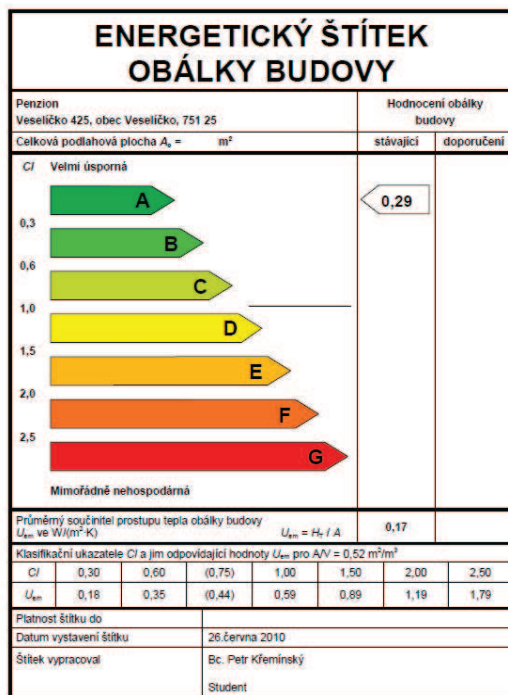 ENERGETICKÝ ŠTÍTEK
OBÁLKY BUDOVY
Penzion
Veselíčko 425, obec Veselíčko, 751 25
Hodnocení obálky
budovy
Celková podlahová plocha Ac = m²
stávající doporučení
CI Velmi úsporná
A 0,29
0,3
B
0,6
C
1,0
D
1,5
E
2,0
F
2,5
G
Mimořádně nehospodárná
Průměrný součinitel prostupu tepla obálky budovy
Uem ve W/(m²·K) Uem = HT / A 0,17
Klasifikační ukazatele CI a jim odpovídající hodnoty Uem pro A/V = 0,52 m²/m³
CI 0,30 0,60 (0,75) 1,00 1,50 2,00 2,50
Uem 0,18 0,35 (0,44) 0,59 0,89 1,19 1,79
Platnost štítku do
Datum vystavení štítku 26.června 2010
Štítek vypracoval Bc. Petr Křemínský
Student